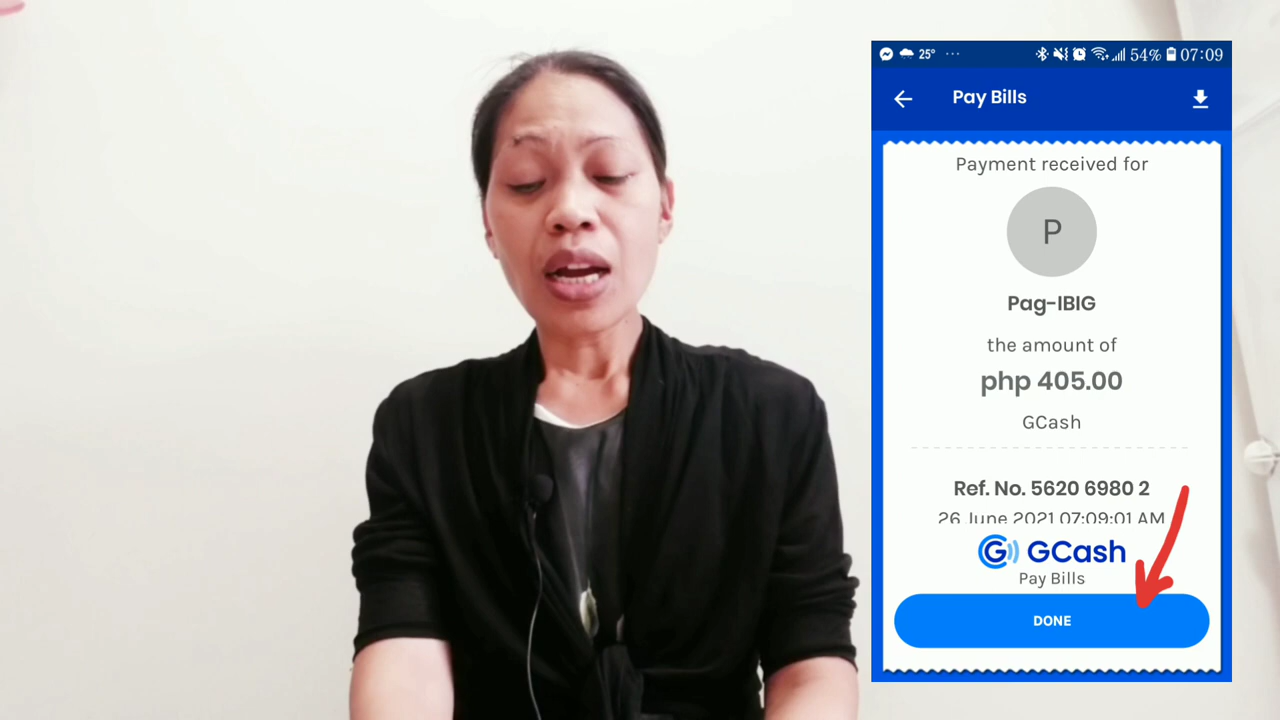 25° ... 54% 07:09
Pay Bills
Payment received for
P
Pag-IBIG
the amount of
php 405.00
GCash
Ref. No. 5620 6980 2
26 June 2021 07:09:01 AM
GCash
Pay Bills
DONE